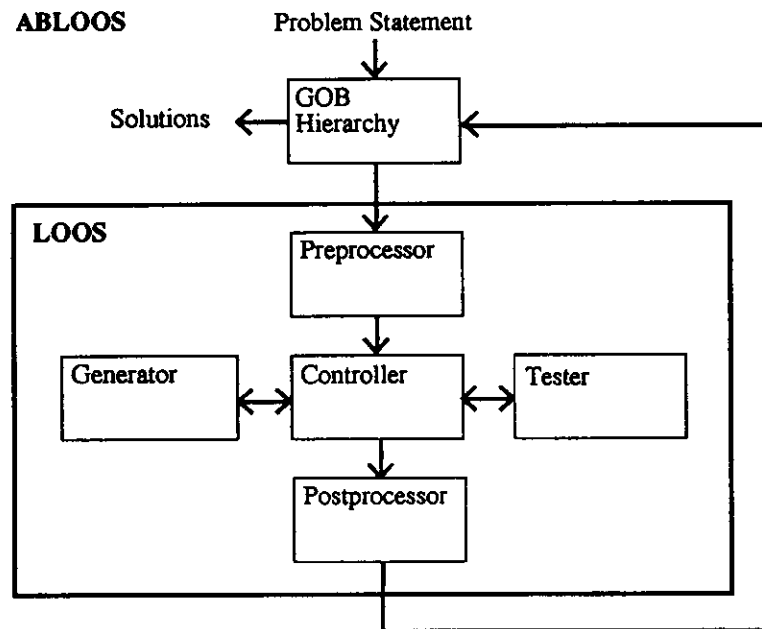 ABLOOS
Problem Statement
GOB
Hierarchy
Solutions
LOOS
Preprocessor
Generator
Controller
Tester
Postprocessor